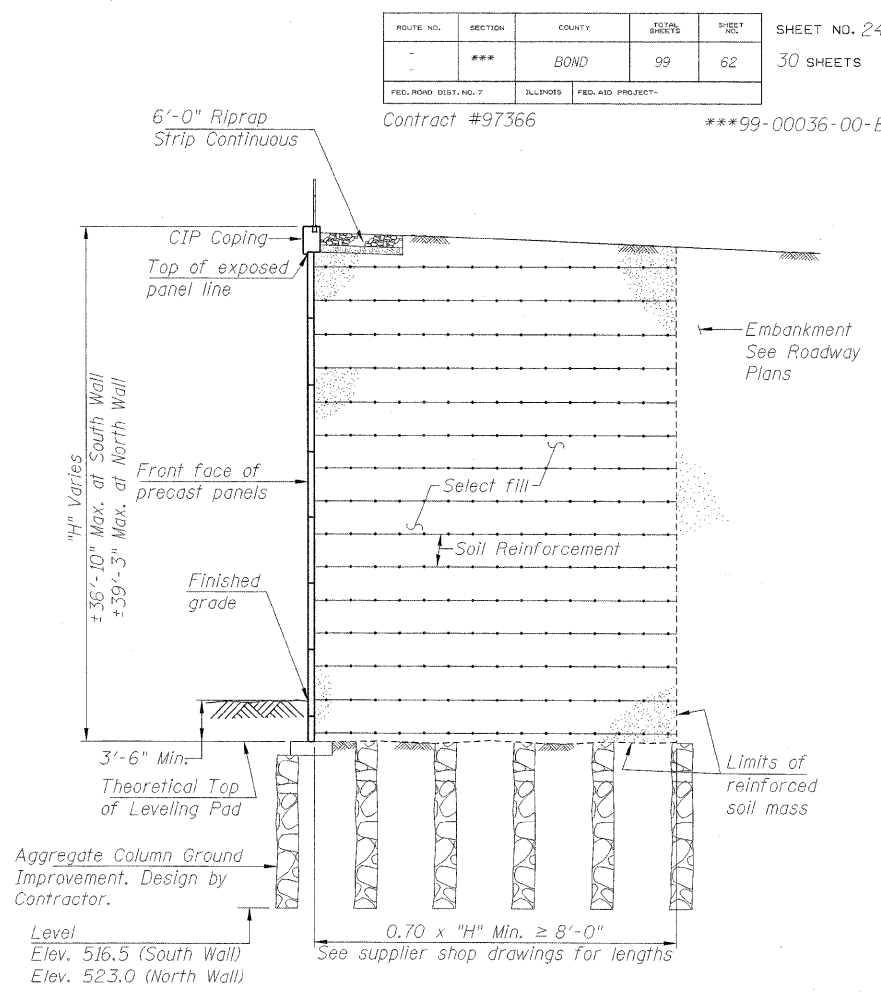 ROUTE NO. SECTION COUNTY TOTAL SHEETS SHEET NO.
*** BOND 99 62
FED. ROAD DIST. NO. 7 ILLINOIS FED. AID PROJECT-
SHEET NO. 24
30 SHEETS
Contract #97366
***99-00036-00-B
6'-0" Riprap
Strip Continuous
CIP Coping
Top of exposed
panel line
Embankment
See Roadway
Plans
"H" Varies
±36'-10" Max. at South Wall
±39'-3" Max. at North Wall
Front face of
precast panels
Select fill
Soil Reinforcement
Finished
grade
3'-6" Min.
Theoretical Top
of Leveling Pad
Limits of
reinforced
soil mass
Aggregate Column Ground
Improvement. Design by
Contractor.
Level
Elev. 516.5 (South Wall)
Elev. 523.0 (North Wall)
0.70 x "H" Min. ≥ 8'-0"
See supplier shop drawings for lengths